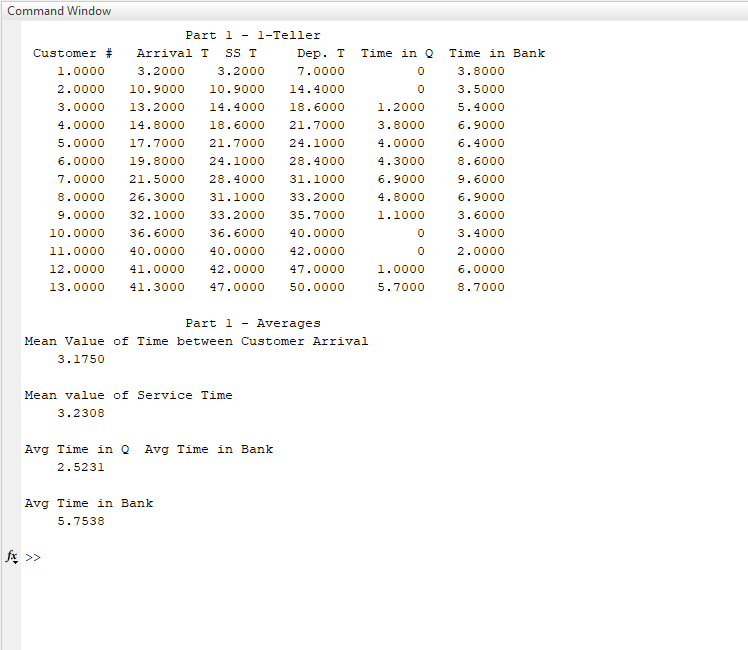 Command Window
Part 1 - 1-Teller
Customer # Arrival T SS T Dep. T Time in Q Time in Bank
1.0000 3.2000 3.2000 7.0000 0 3.8000
2.0000 10.9000 10.9000 14.4000 0 3.5000
3.0000 13.2000 14.4000 18.6000 1.2000 5.4000
4.0000 14.8000 18.6000 21.7000 3.8000 6.9000
5.0000 17.7000 21.7000 24.1000 4.0000 6.4000
6.0000 19.8000 24.1000 28.4000 4.3000 8.6000
7.0000 21.5000 28.4000 31.1000 6.9000 9.6000
8.0000 26.3000 31.1000 33.2000 4.8000 6.9000
9.0000 32.1000 33.2000 35.7000 1.1000 3.6000
10.0000 36.6000 36.6000 40.0000 0 3.4000
11.0000 40.0000 40.0000 42.0000 0 2.0000
12.0000 41.0000 42.0000 47.0000 1.0000 6.0000
13.0000 41.3000 47.0000 50.0000 5.7000 8.7000
Part 1 - Averages
Mean Value of Time between Customer Arrival
3.1750
Mean value of Service Time
3.2308
Avg Time in Q Avg Time in Bank
2.5231
Avg Time in Bank
5.7538
fx >>